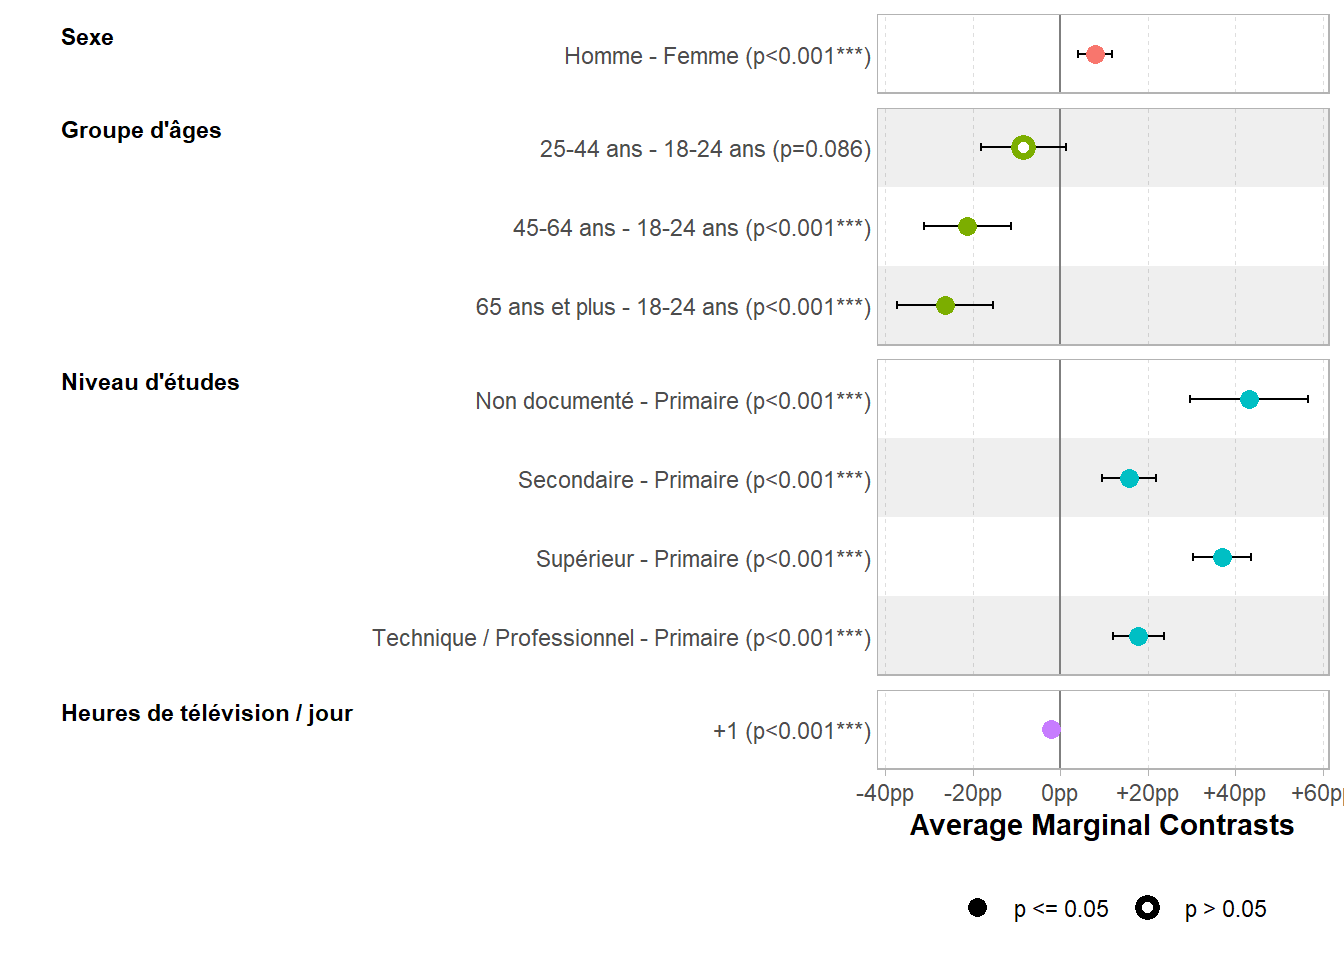 Sexe
Homme - Femme (p<0.001***)
Groupe d'âges
25-44 ans - 18-24 ans (p=0.086)
45-64 ans - 18-24 ans (p<0.001***)
65 ans et plus - 18-24 ans (p<0.001***)
Niveau d'études
Non documenté - Primaire (p<0.001***)
Secondaire - Primaire (p<0.001***)
Supérieur - Primaire (p<0.001***)
Technique / Professionnel - Primaire (p<0.001***)
Heures de télévision / jour
+1 (p<0.001***)
-40pp -20pp 0pp +20pp +40pp +60pp
Average Marginal Contrasts
p <= 0.05 p > 0.05